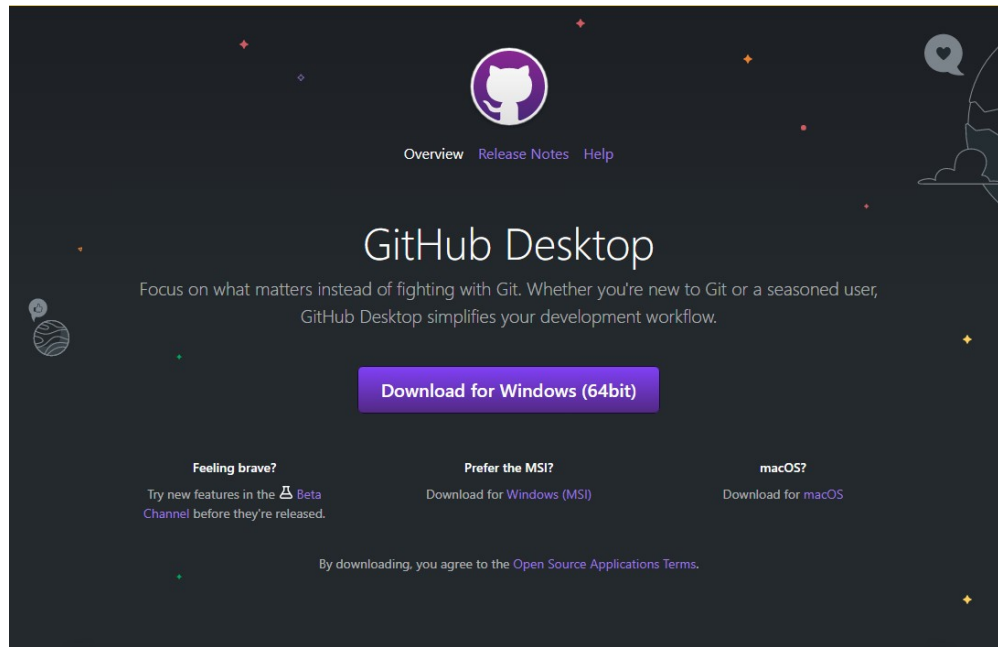 Overview Release Notes Help
GitHub Desktop
Focus on what matters instead of fighting with Git. Whether you're new to Git or a seasoned user,
GitHub Desktop simplifies your development workflow.
Download for Windows (64bit)
Feeling brave?
Try new features in the Beta
Channel before they're released.
Prefer the MSI?
Download for Windows (MSI)
macOS?
Download for macOS
By downloading, you agree to the Open Source Applications Terms.